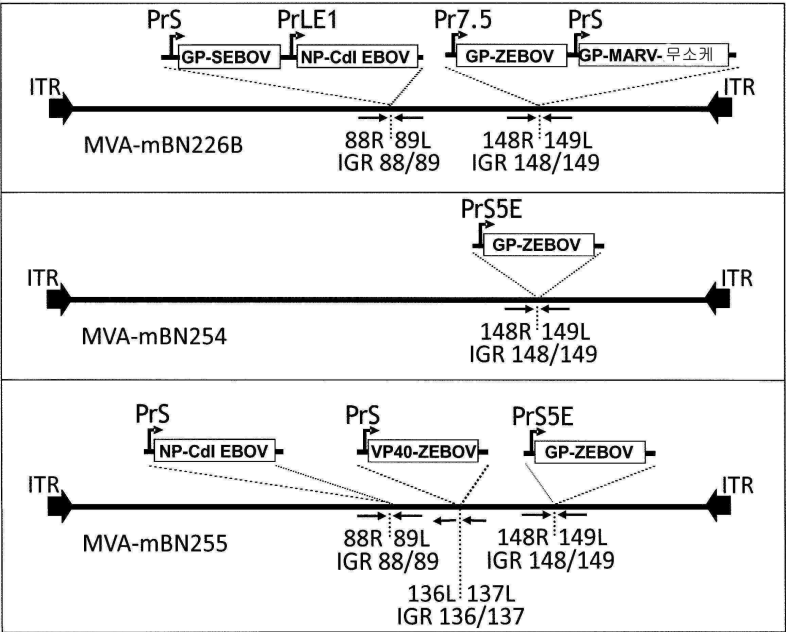 PrS PrLE1 Pr7.5 PrS
GP-SEBOV NP-CdI EBOV GP-ZEBOV GP-MARV-무소케
ITR ITR
MVA-mBN226B
88R 89L 148R 149L
IGR 88/89 IGR 148/149
PrS5E
GP-ZEBOV
ITR ITR
MVA-mBN254
148R 149L
IGR 148/149
PrS PrS PrS5E
NP-CdI EBOV VP40-ZEBOV GP-ZEBOV
ITR ITR
MVA-mBN255
88R 89L 148R 149L
IGR 88/89 IGR 148/149
136L 137L
IGR 136/137